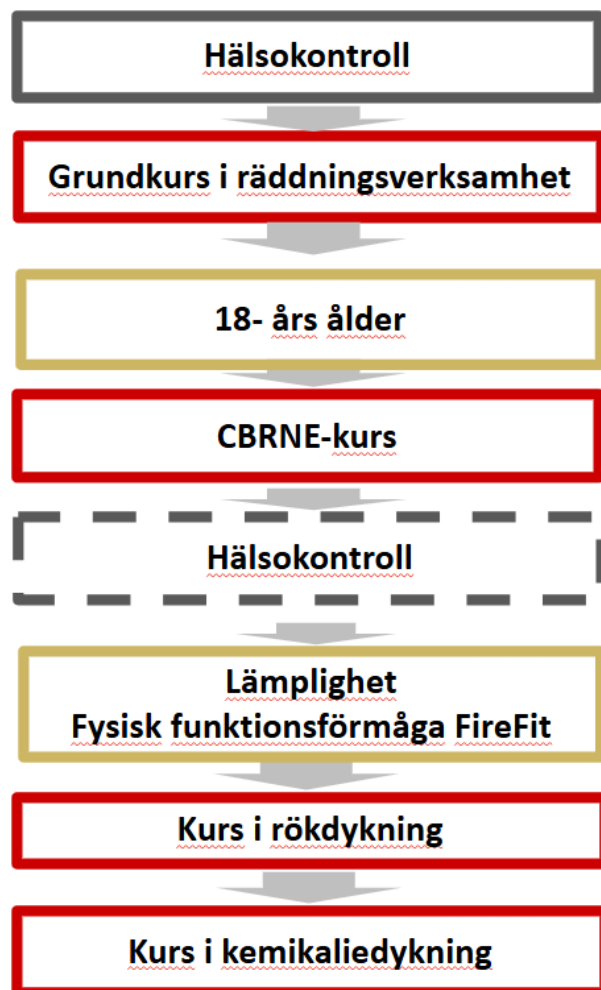 Hälsokontroll
Grundkurs i räddningsverksamhet
18- års ålder
CBRNE-kurs
Hälsokontroll
Lämplighet
Fysisk funktionsförmåga FireFit
Kurs i rökdykning
Kurs i kemikaliedykning